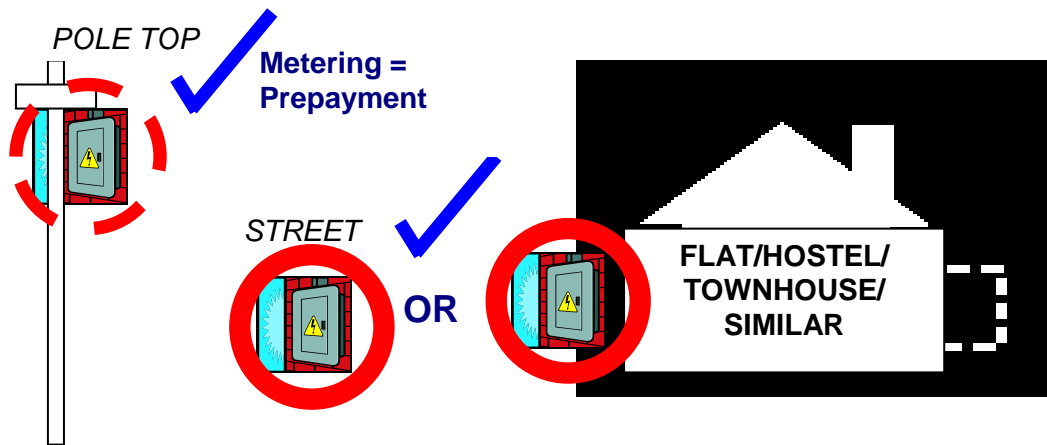 POLE TOP
Metering =
Prepayment
STREET
OR
FLAT/HOSTEL/
TOWNHOUSE/
SIMILAR